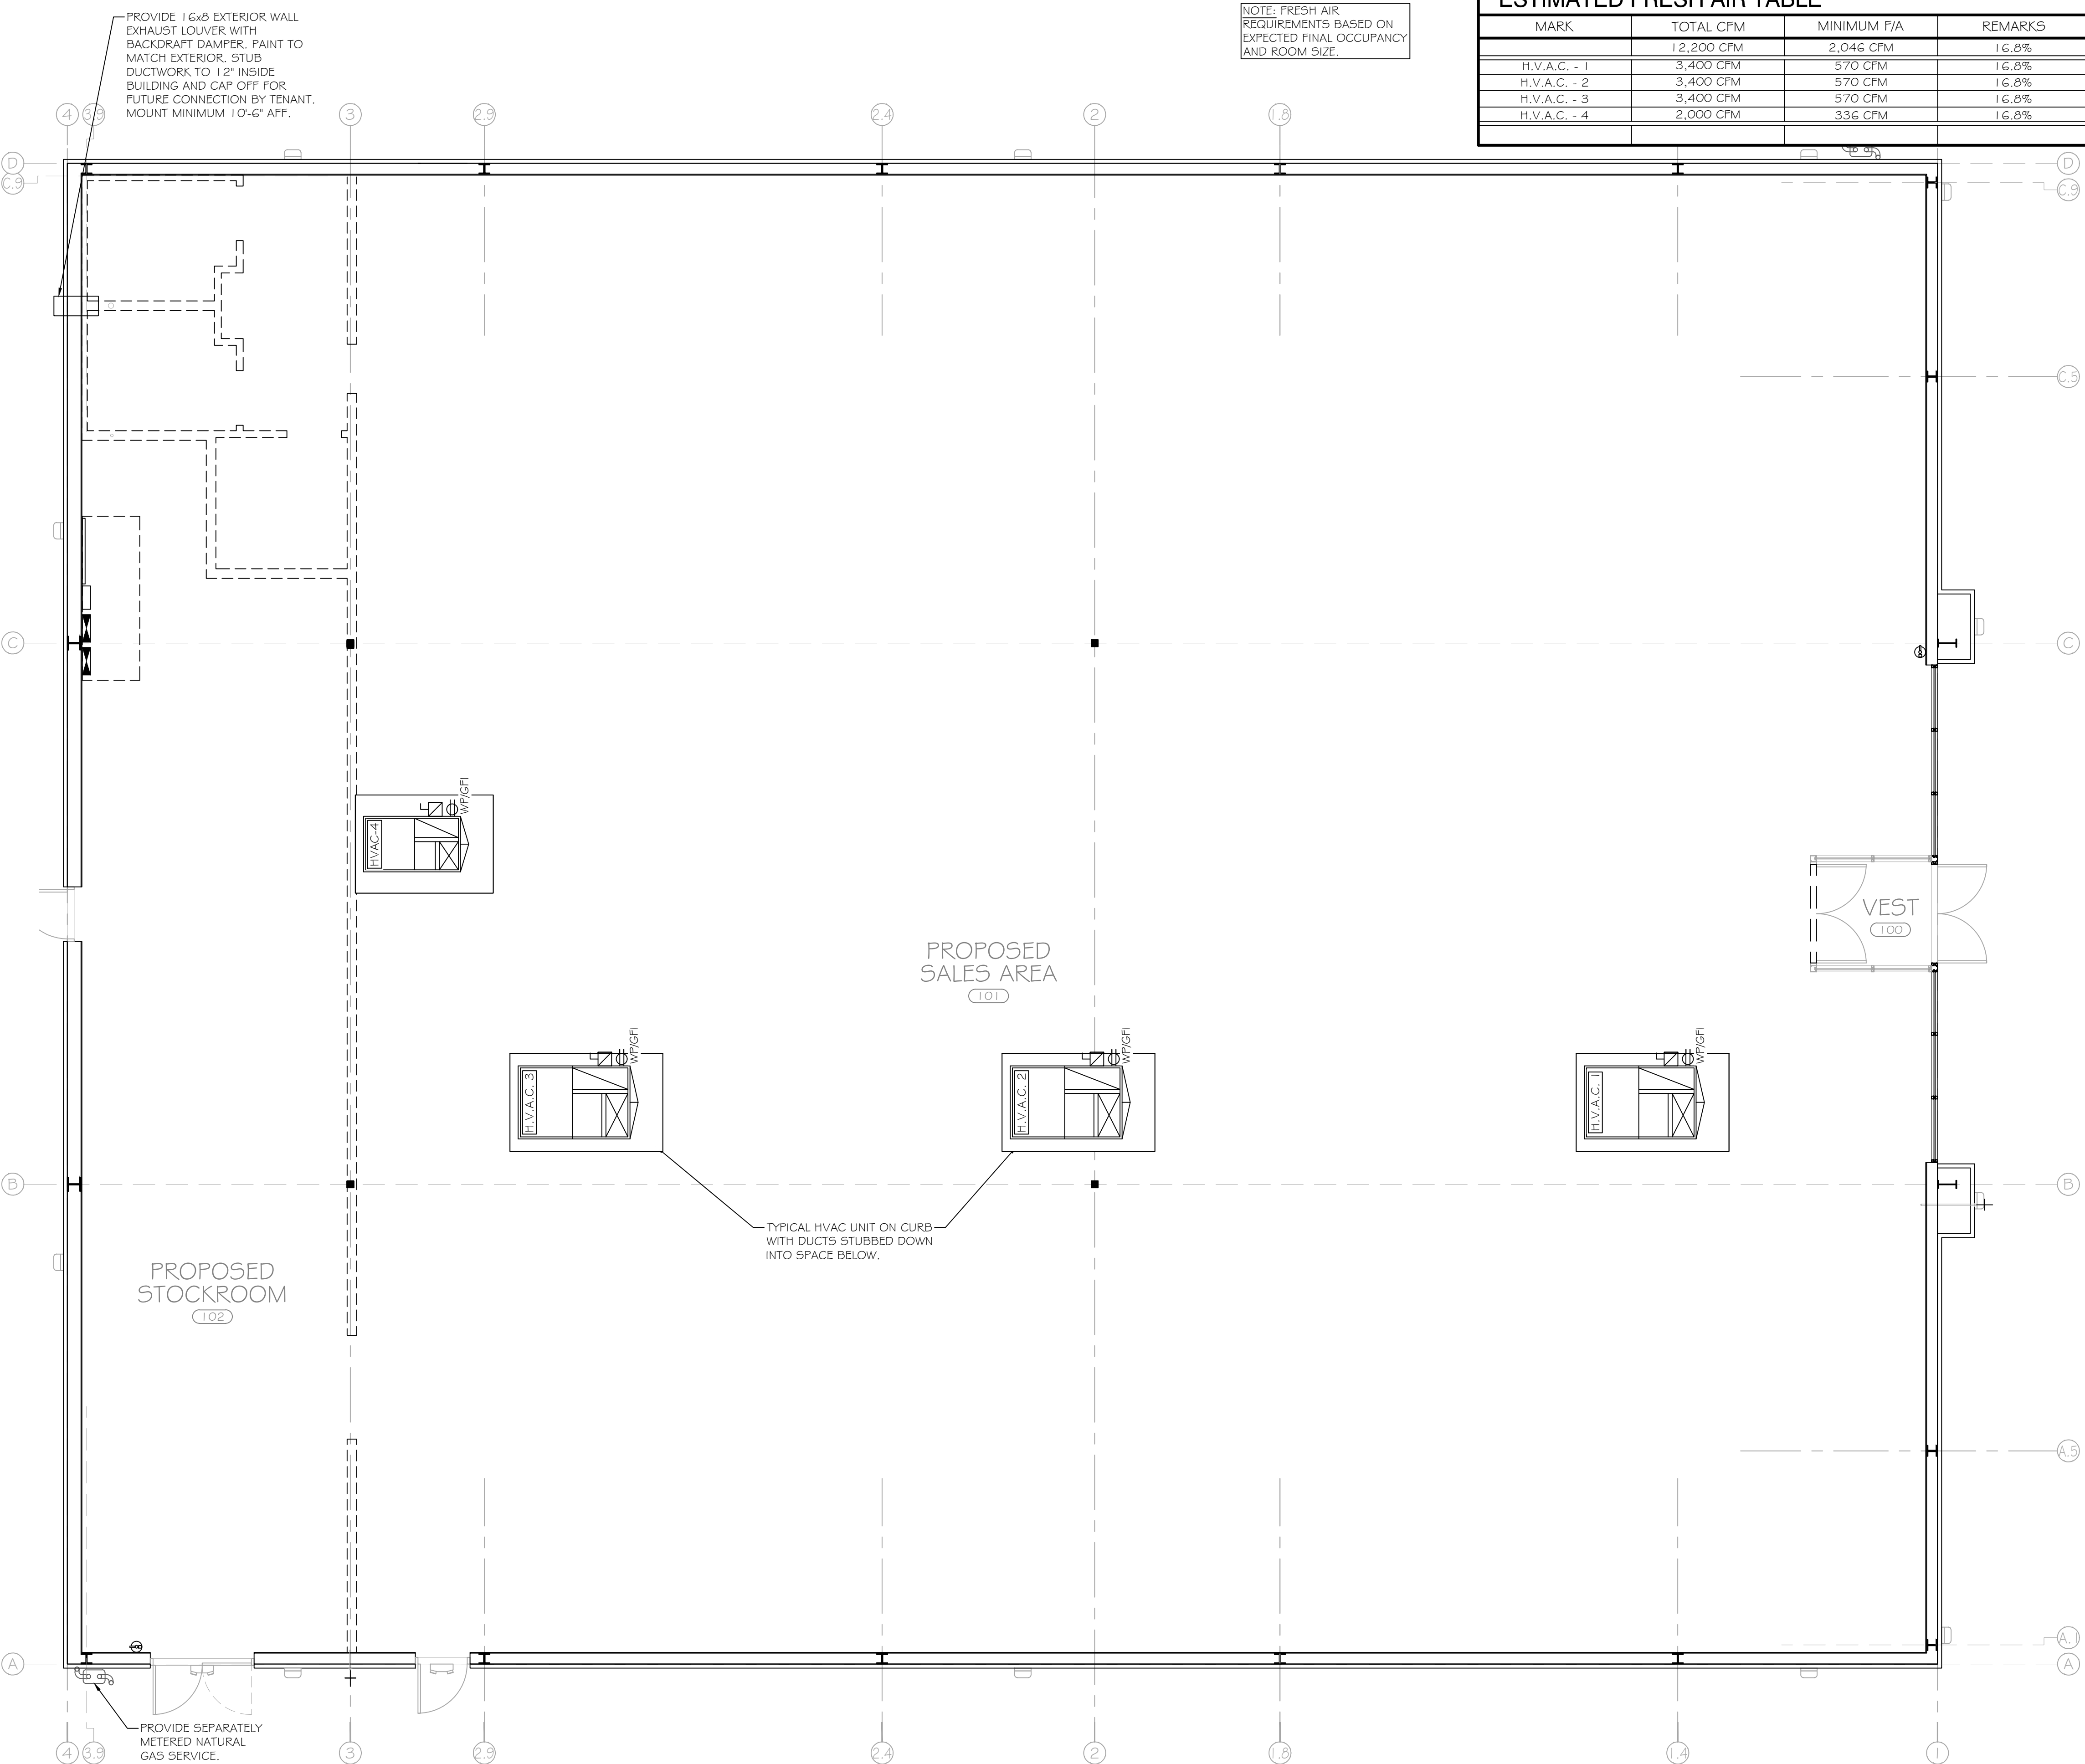 PROVIDE 16x8 EXTERIOR WALL
EXHAUST LOUVER WITH
BACKDRAFT DAMPER. PAINT TO
MATCH EXTERIOR. STUB
DUCTWORK TO 12" INSIDE
BUILDING AND CAP OFF FOR
FUTURE CONNECTION BY TENANT.
MOUNT MINIMUM 10'-6" AFF.
NOTE: FRESH AIR
REQUIREMENTS BASED ON
EXPECTED FINAL OCCUPANCY
AND ROOM SIZE.
ESTIMATED FRESH AIR TABLE
MARK TOTAL CFM MINIMUM F/A REMARKS
12,200 CFM 2,046 CFM 16.8%
H.V.A.C. - 1 3,400 CFM 570 CFM 16.8%
H.V.A.C. - 2 3,400 CFM 570 CFM 16.8%
H.V.A.C. - 3 3,400 CFM 570 CFM 16.8%
H.V.A.C. - 4 2,000 CFM 336 CFM 16.8%
4 3.9 3 2.9 2.4 2 1.8
D D
C.9 C.9
C.5
C C
WP/GFI
HVAC-4
VEST
100
PROPOSED
SALES AREA
101
WP/GFI WP/GFI WP/GFI
H.V.A.C. 3 H.V.A.C. 2 H.V.A.C. 1
B B
TYPICAL HVAC UNIT ON CURB
WITH DUCTS STUBBED DOWN
INTO SPACE BELOW.
PROPOSED
STOCKROOM
102
A.5
A.1
A A
PROVIDE SEPARATELY
METERED NATURAL
GAS SERVICE.
4 3.9 3 2.9 2.4 2 1.8 1.4 1